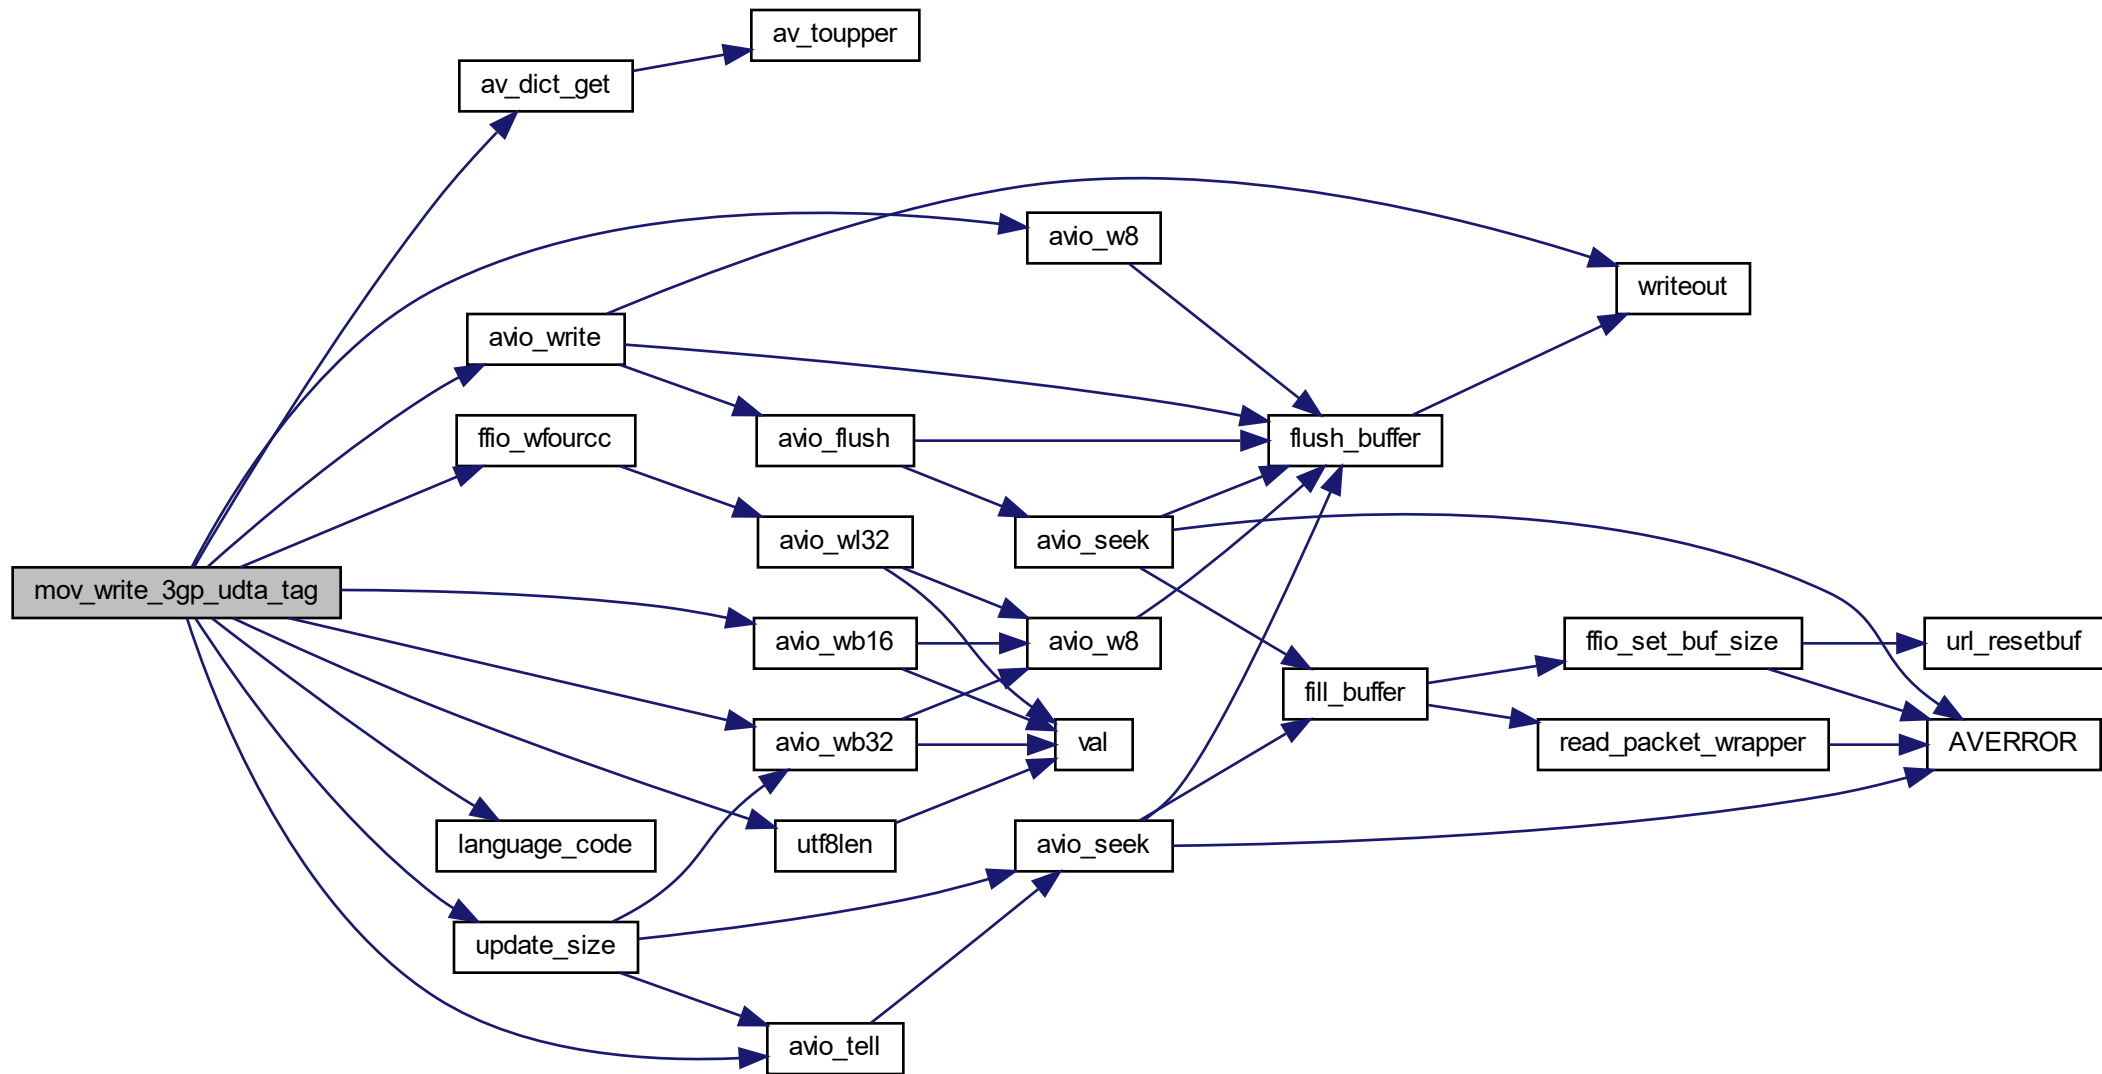 av_toupper
av_dict_get
avio_w8
writeout
avio_write
ffio_wfourcc
avio_flush
flush_buffer
avio_wl32
avio_seek
mov_write_3gp_udta_tag
avio_wb16
avio_w8
ffio_set_buf_size
url_resetbuf
fill_buffer
avio_wb32
val
read_packet_wrapper
AVERROR
language_code
utf8len
avio_seek
update_size
avio_tell